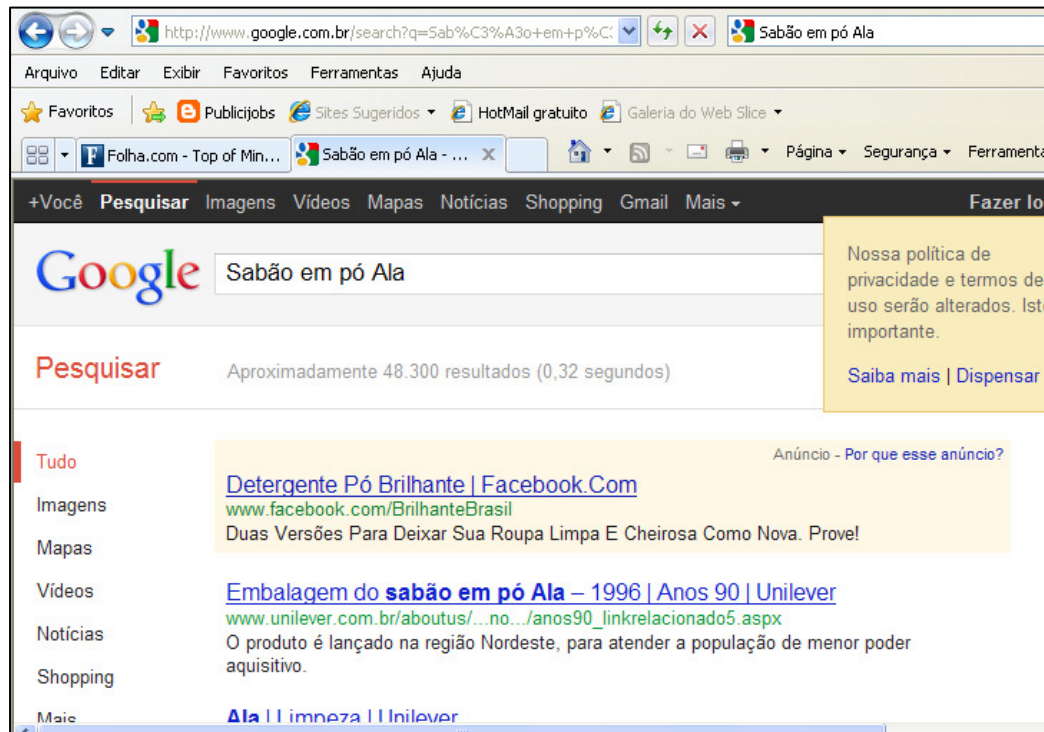 http://www.google.com.br/search?q=Sab%C3%A3o+em+p%C: Sabão em pó Ala
Arquivo Editar Exibir Favoritos Ferramentas Ajuda
Favoritos Publicijobs Sites Sugeridos HotMail gratuito Galeria do Web Slice
Folha.com - Top of Min... Sabão em pó Ala - ... Página Segurança Ferramenta
+Você Pesquisar Imagens Vídeos Mapas Notícias Shopping Gmail Mais Fazer lo
Google Sabão em pó Ala
Nossa política de
privacidade e termos de
uso serão alterados. Ist
importante.
Saiba mais | Dispensar
Pesquisar Aproximadamente 48.300 resultados (0,32 segundos)
Tudo
Imagens
Mapas
Vídeos
Notícias
Shopping
Mais
Anúncio - Por que esse anúncio?
Detergente Pó Brilhante | Facebook.Com
www.facebook.com/BrilhanteBrasil
Duas Versões Para Deixar Sua Roupa Limpa E Cheirosa Como Nova. Prove!
Embalagem do sabão em pó Ala – 1996 | Anos 90 | Unilever
www.unilever.com.br/aboutus/...no.../anos90_linkrelacionado5.aspx
O produto é lançado na região Nordeste, para atender a população de menor poder
aquisitivo.
Ala | Limpeza | Unilever